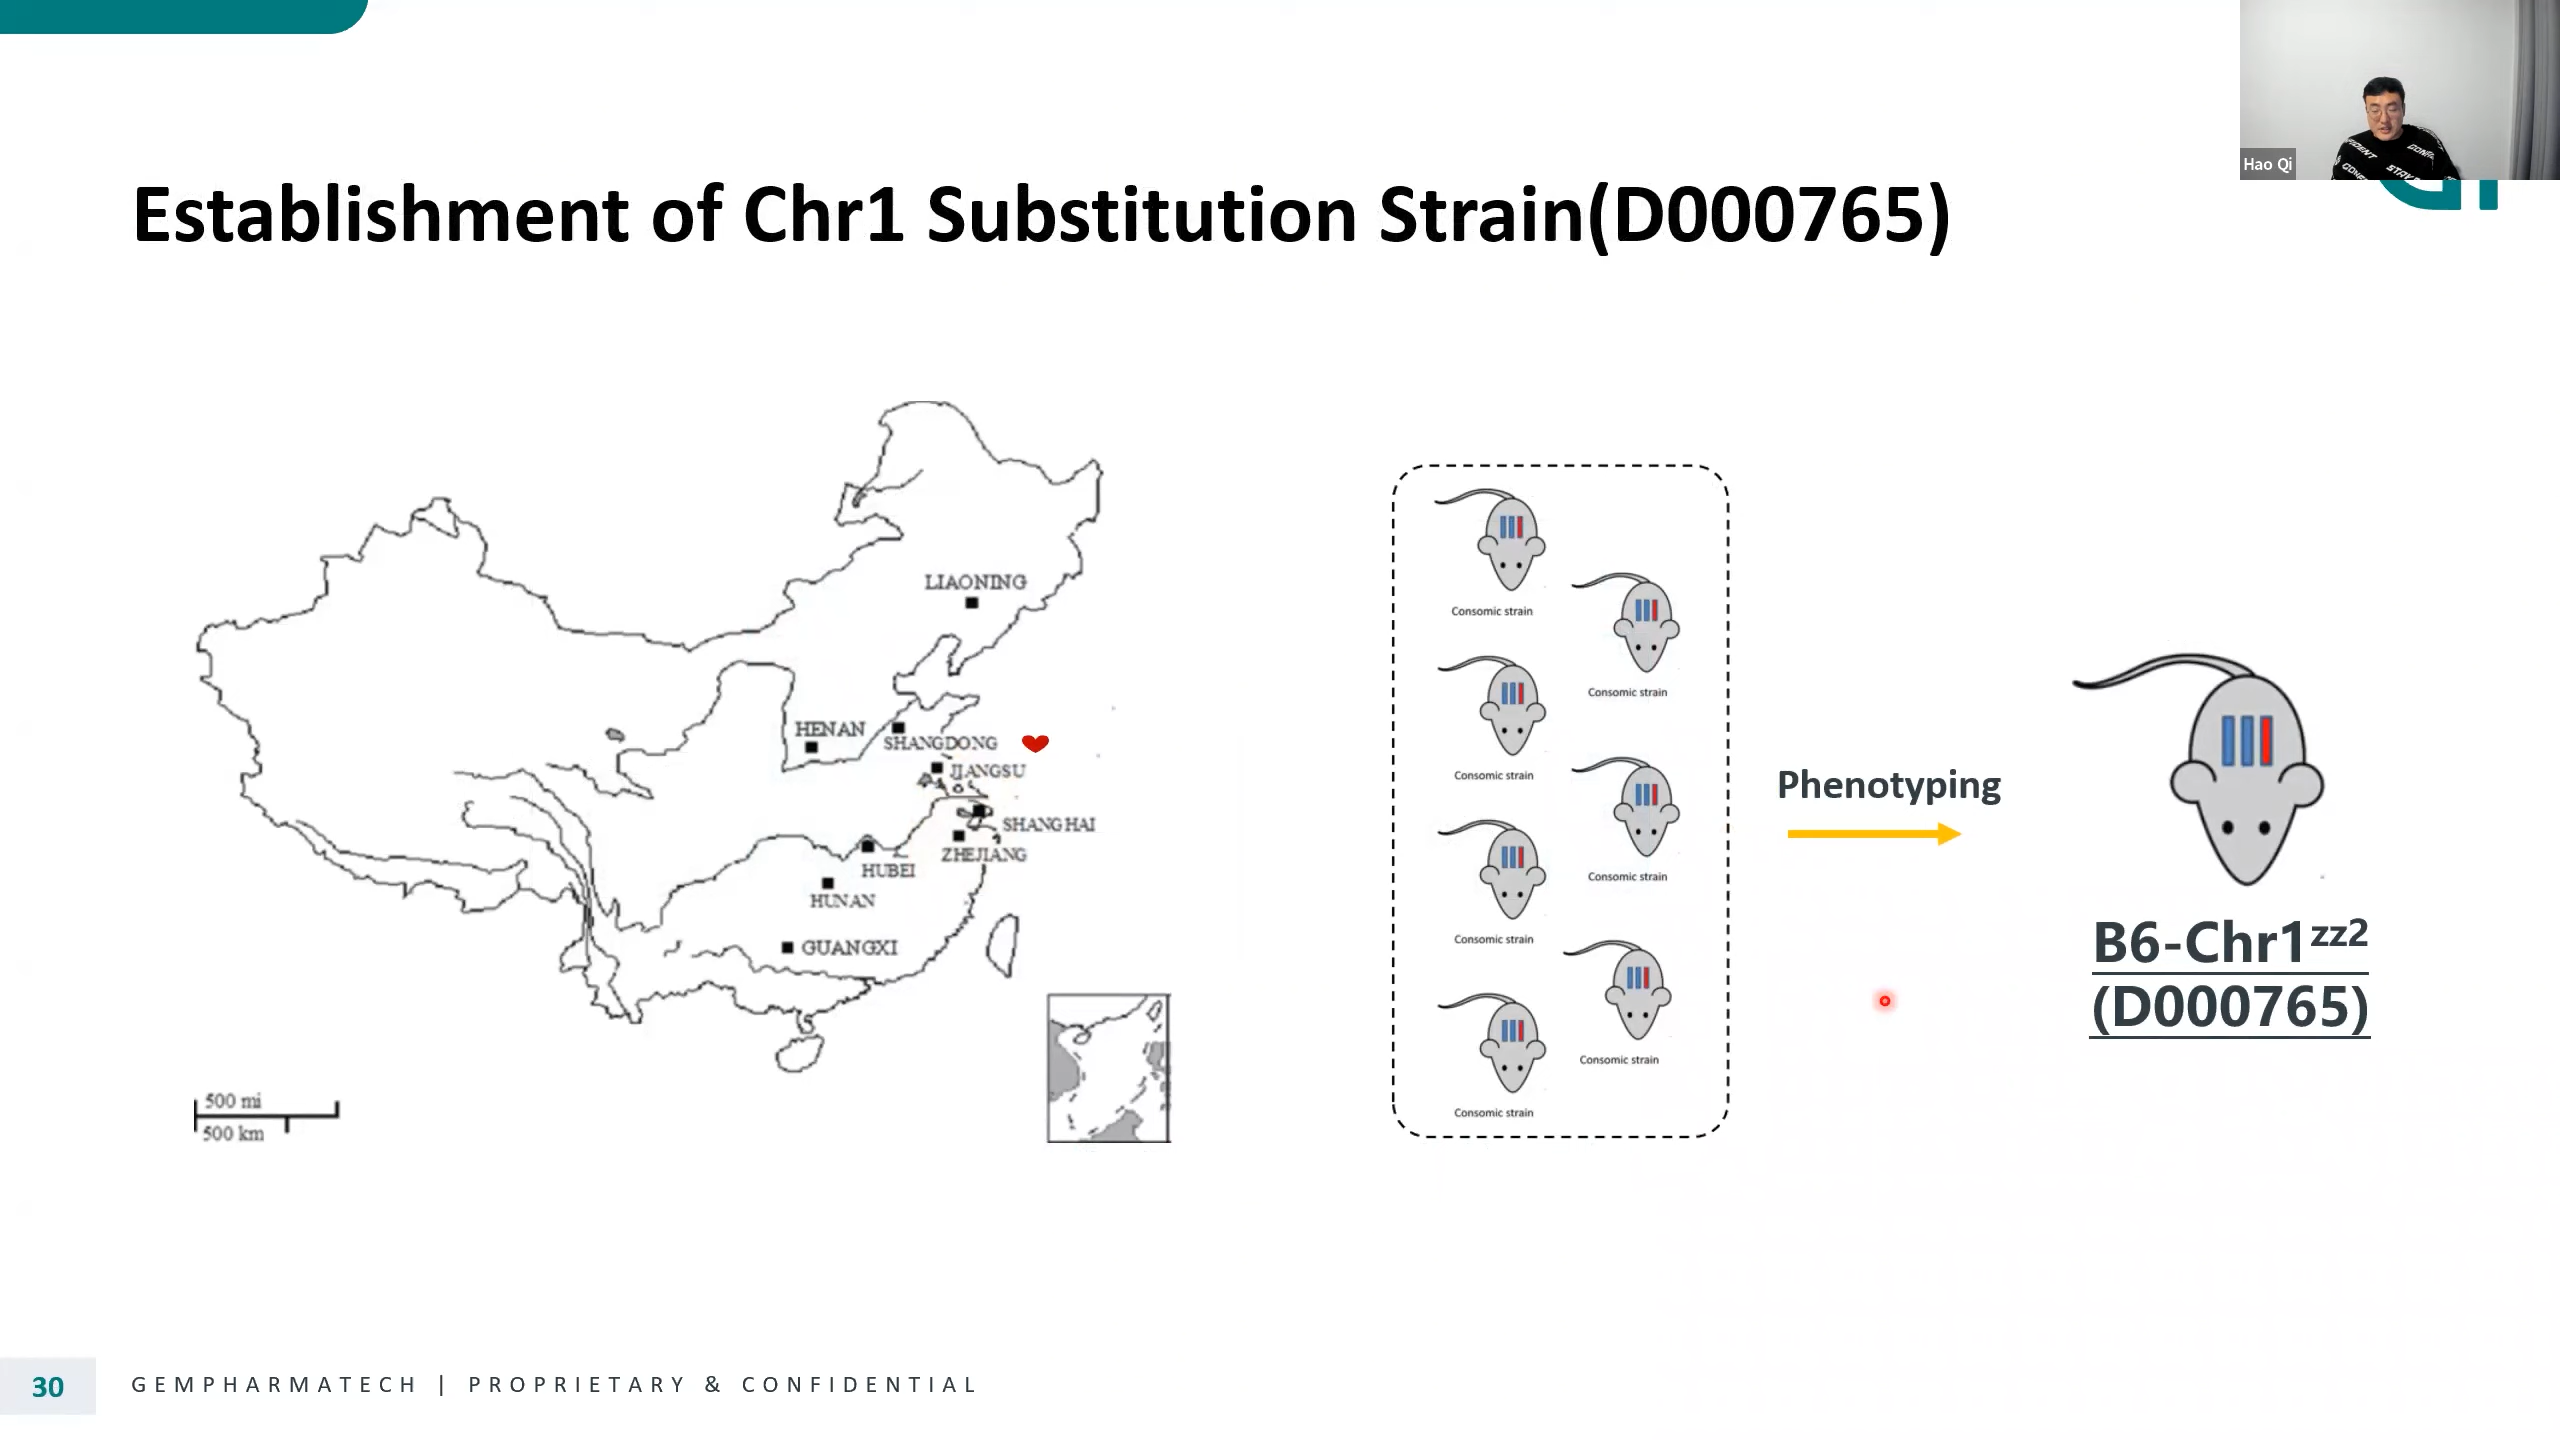 Hao Qi
Establishment of Chr1 Substitution Strain(D000765)
LIAONING
HENAN
SHANGDONG
JIANGSU
SHANGHAI
ZHEJIANG
HUBEI
HUNAN
GUANGXI
500 mi
500 km
Consomic strain
Consomic strain
Consomic strain
Consomic strain
Consomic strain
Consomic strain
Consomic strain
Phenotyping
B6-Chr1ᶻᶻ²
(D000765)
30
GEMPHARMATECH | PROPRIETARY & CONFIDENTIAL